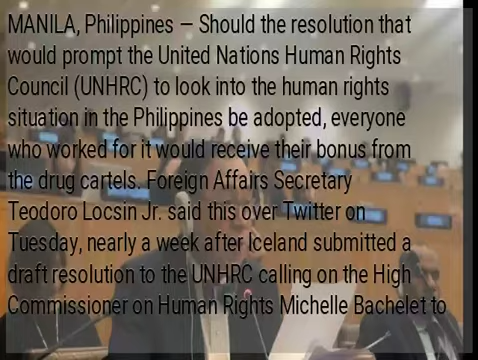 MANILA, Philippines — Should the resolution that
would prompt the United Nations Human Rights
Council (UNHRC) to look into the human rights
situation in the Philippines be adopted, everyone
who worked for it would receive their bonus from
the drug cartels. Foreign Affairs Secretary
Teodoro Locsin Jr. said this over Twitter on
Tuesday, nearly a week after Iceland submitted a
draft resolution to the UNHRC calling on the High
Commissioner on Human Rights Michelle Bachelet to